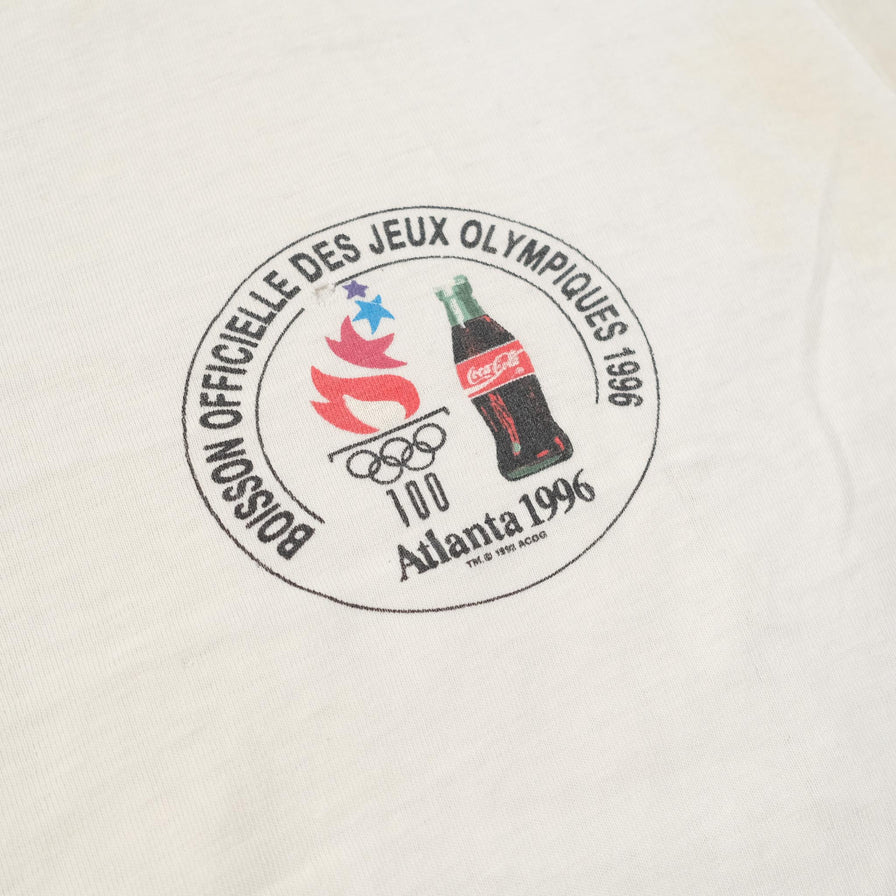 BOISSON OFFICIELLE DES JEUX OLYMPIQUES 1996
Coca-Cola
100
Atlanta 1996